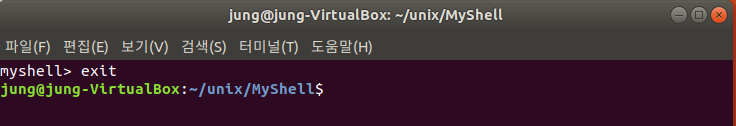 jung@jung-VirtualBox: ~/unix/MyShell
파일(F) 편집(E) 보기(V) 검색(S) 터미널(T) 도움말(H)
myshell> exit
jung@jung-VirtualBox:~/unix/MyShell$